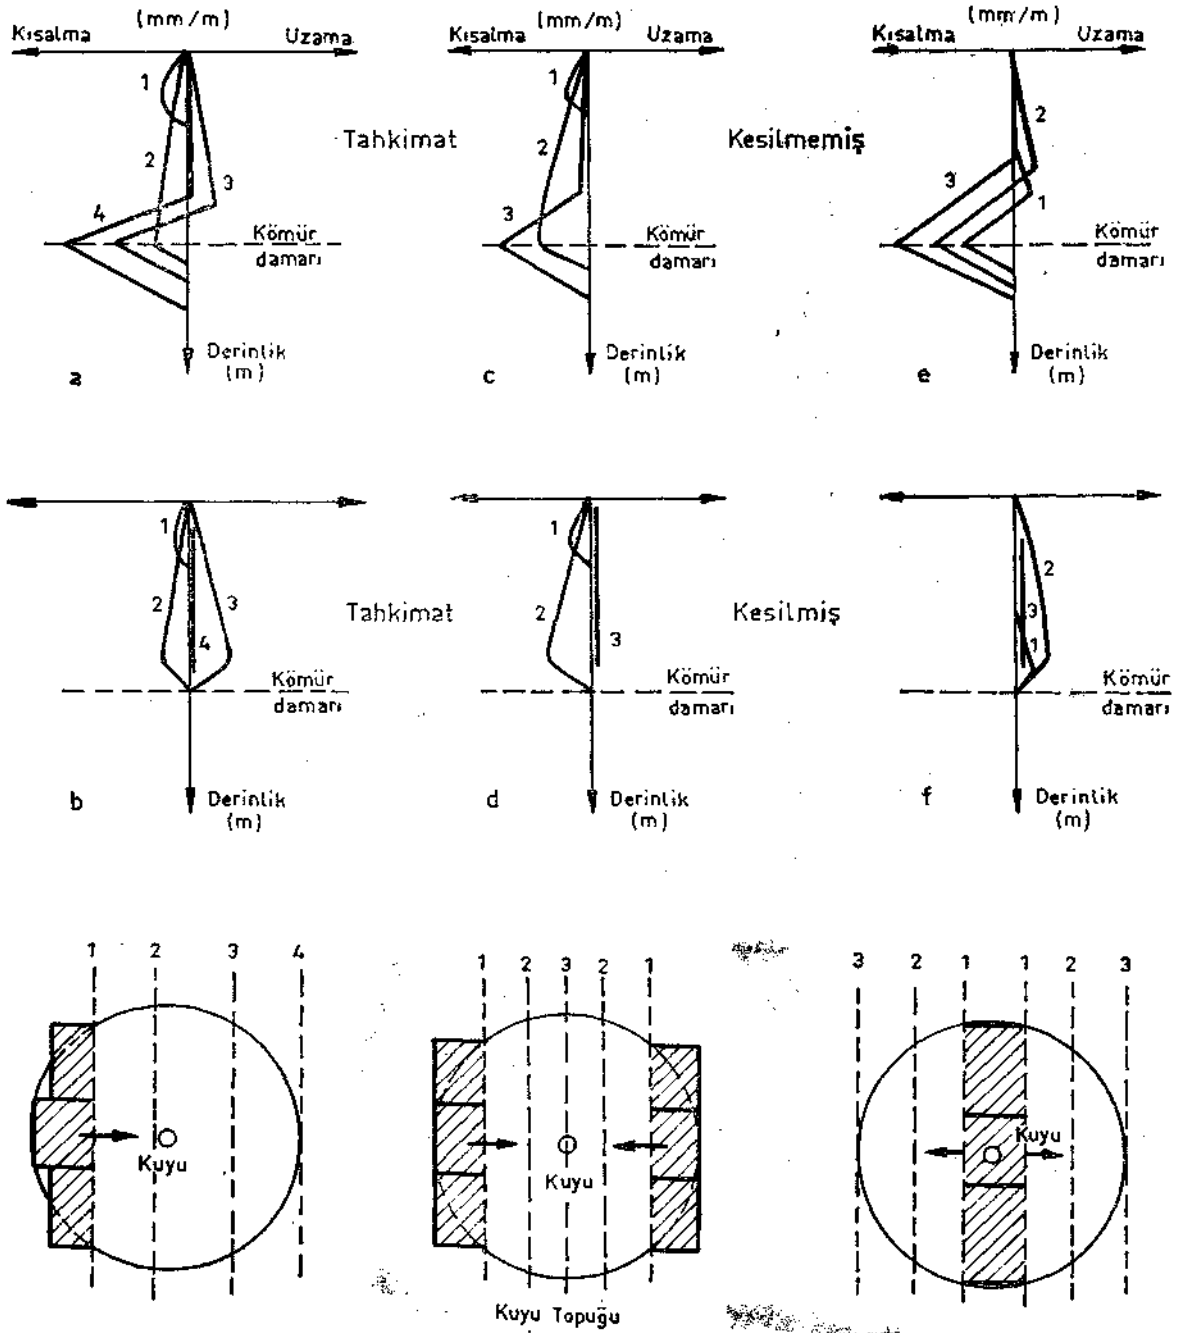 (mm/m)
Kısalma
Uzama
1
2
3
4
Kömür
damarı
Derinlik
(m)
a
Tahkimat
(mm/m)
Kısalma
Uzama
1
2
3
Kömür
damarı
Derinlik
(m)
c
Kesilmemiş
(mm/m)
Kısalma
Uzama
2
3
1
Kömür
damarı
Derinlik
(m)
e
1
2
3
4
Kömür
damarı
Derinlik
(m)
b
Tahkimat
1
2
3
Kömür
damarı
Derinlik
(m)
d
Kesilmiş
2
3
1
Kömür
damarı
Derinlik
(m)
f
1 2 3 4
Kuyu
1 2 3 2 1
Kuyu
3 2 1 1 2 3
Kuyu
Kuyu Topuğu